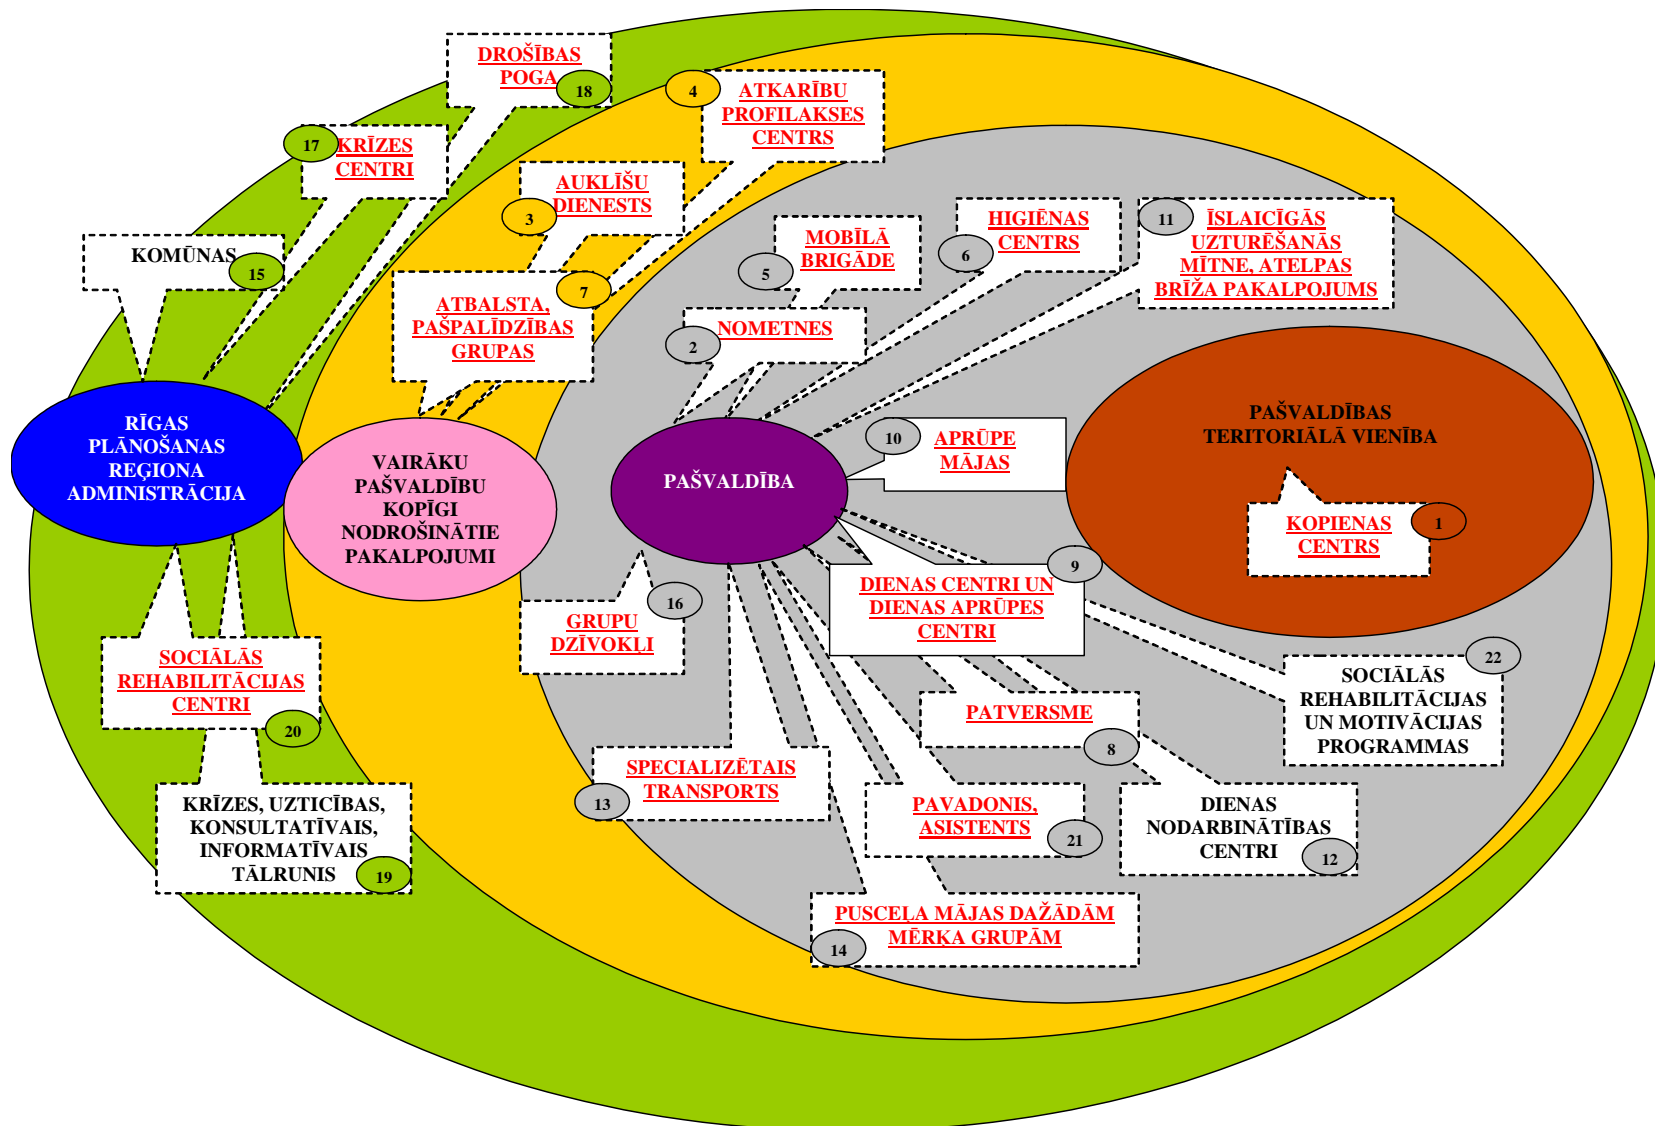 DROŠĪBAS
POGA
18
4
ATKARĪBU
PROFILAKSES
CENTRS
17
KRĪZES
CENTRI
AUKLĪŠU
DIENESTS
3
KOMŪNAS
15
ATBALSTA,
PAŠPALĪDZĪBAS
GRUPAS
7
MOBĪLĀ
BRIGĀDE
5
HIGIĒNAS
CENTRS
6
11
ĪSLAICĪGĀS
UZTURĒŠANĀS
MĪTNE, ATELPAS
BRĪŽA PAKALPOJUMS
NOMETNES
2
RĪGAS
PLĀNOŠANAS
REĢIONA
ADMINISTRĀCIJA
VAIRĀKU
PAŠVALDĪBU
KOPĪGI
NODROŠINĀTIE
PAKALPOJUMI
PAŠVALDĪBA
10
APRŪPE
MĀJAS
PAŠVALDĪBAS
TERITORIĀLĀ VIENĪBA
KOPIENAS
CENTRS
1
DIENAS CENTRI UN
DIENAS APRŪPES
CENTRI
9
16
GRUPU
DZĪVOKĻI
SOCIĀLĀS
REHABILITĀCIJAS
CENTRI
20
22
SOCIĀLĀS
REHABILITĀCIJAS
UN MOTIVĀCIJAS
PROGRAMMAS
PATVERSME
8
SPECIALIZĒTAIS
TRANSPORTS
13
KRĪZES, UZTICĪBAS,
KONSULTATĪVAIS,
INFORMATĪVAIS
TĀLRUNIS
19
PAVADONIS,
ASISTENTS
21
DIENAS
NODARBINĀTĪBAS
CENTRI
12
PUSCEĻA MĀJAS DAŽĀDĀM
MĒRĶA GRUPĀM
14